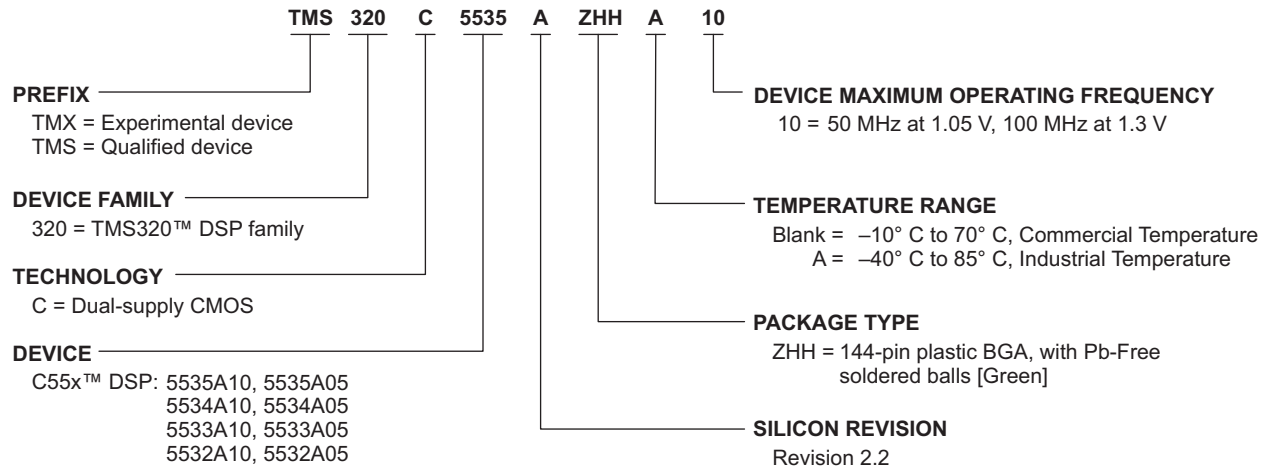 TMS 320 C 5535 A ZHH A 10
PREFIX
TMX = Experimental device
TMS = Qualified device
DEVICE FAMILY
320 = TMS320™ DSP family
TECHNOLOGY
C = Dual-supply CMOS
DEVICE
C55x™ DSP: 5535A10, 5535A05
5534A10, 5534A05
5533A10, 5533A05
5532A10, 5532A05
DEVICE MAXIMUM OPERATING FREQUENCY
10 = 50 MHz at 1.05 V, 100 MHz at 1.3 V
TEMPERATURE RANGE
Blank = –10° C to 70° C, Commercial Temperature
A = –40° C to 85° C, Industrial Temperature
PACKAGE TYPE
ZHH = 144-pin plastic BGA, with Pb-Free
soldered balls [Green]
SILICON REVISION
Revision 2.2